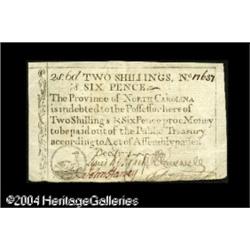 2s.6d TWO SHILLINGS, No
& SIX PENCE
The Province of NORTH CAROLINA
is indebted to the Possessor hereof
Two Shillings & Six Pence proc Money
to be paid out of the Public Treasury
according to Act of Assembly passed
Decr
©2004 HeritageGalleries